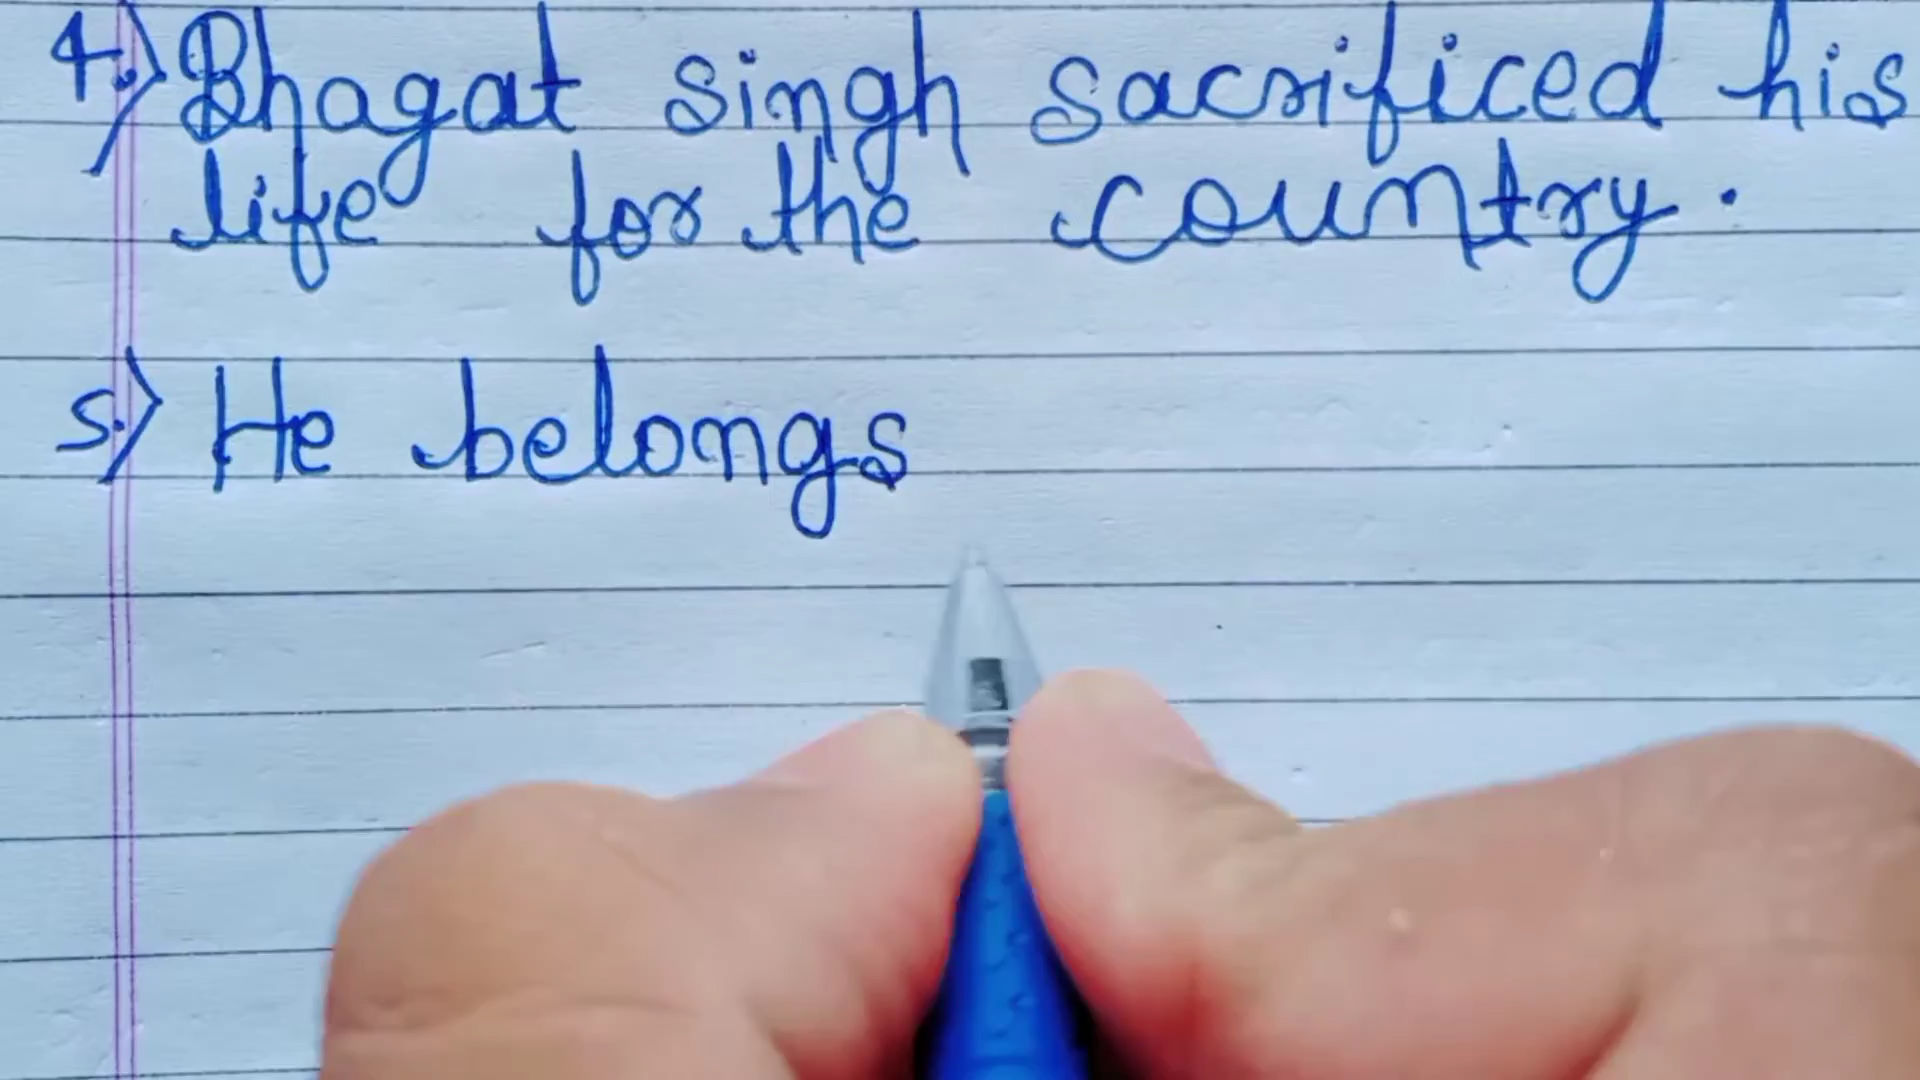 4.) Bhagat singh sacrificed his
life for the country.
5.) He belongs